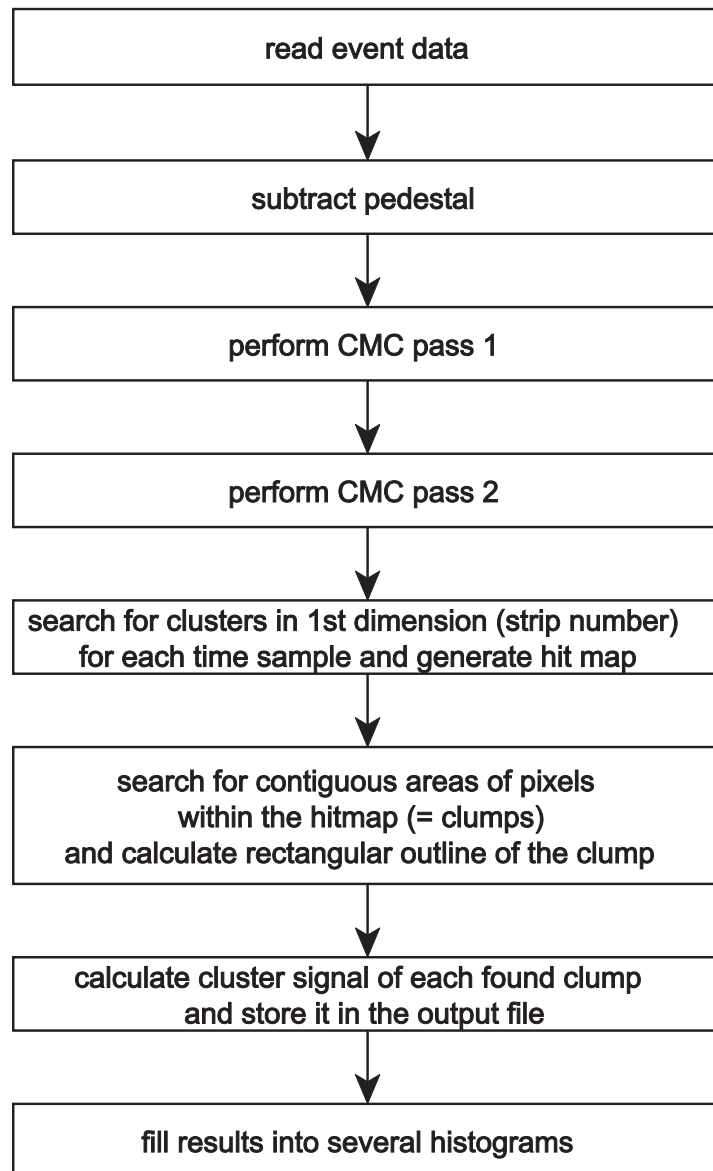 read event data
subtract pedestal
perform CMC pass 1
perform CMC pass 2
search for clusters in 1st dimension (strip number)
for each time sample and generate hit map
search for contiguous areas of pixels
within the hitmap (= clumps)
and calculate rectangular outline of the clump
calculate cluster signal of each found clump
and store it in the output file
fill results into several histograms